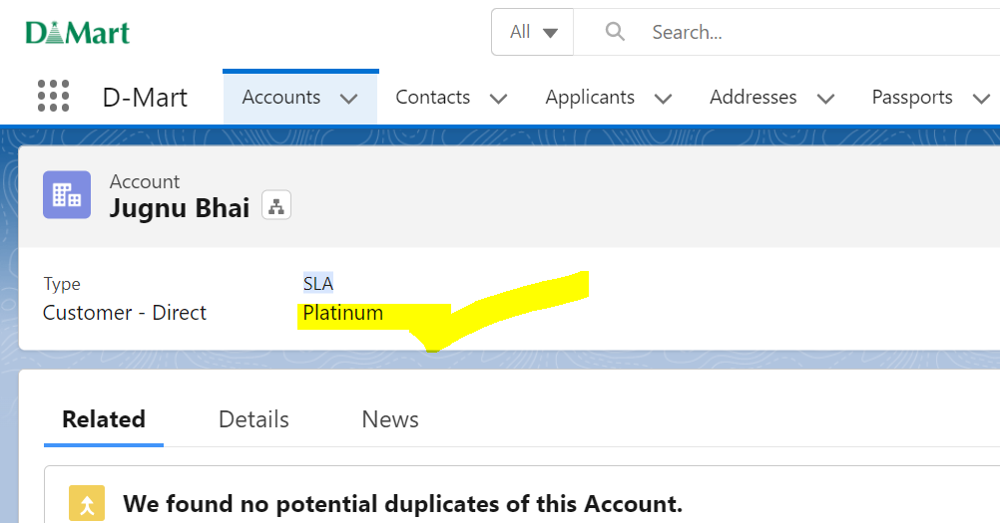 D Mart
All Search...
D-Mart Accounts Contacts Applicants Addresses Passports
Account
Jugnu Bhai
Type SLA
Customer - Direct Platinum
Related Details News
We found no potential duplicates of this Account.